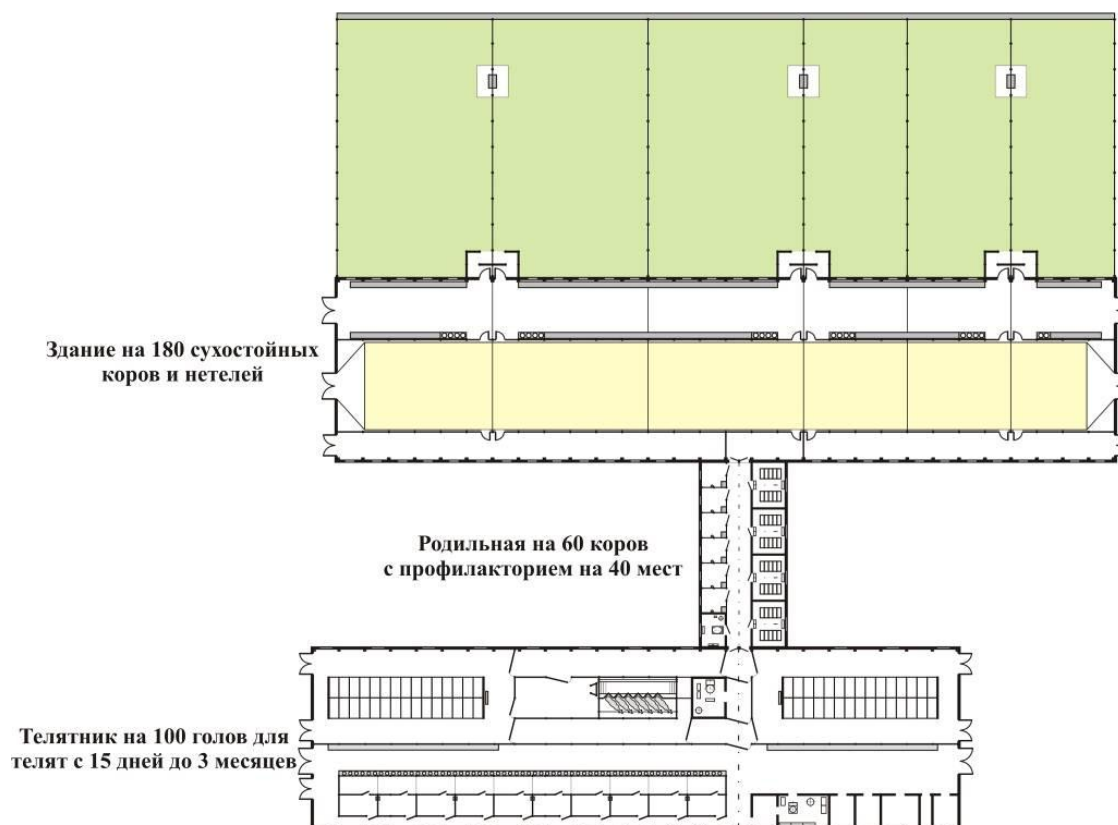 Здание на 180 сухостойных
коров и нетелей
Родильная на 60 коров
с профилакторием на 40 мест
Телятник на 100 голов для
телят с 15 дней до 3 месяцев